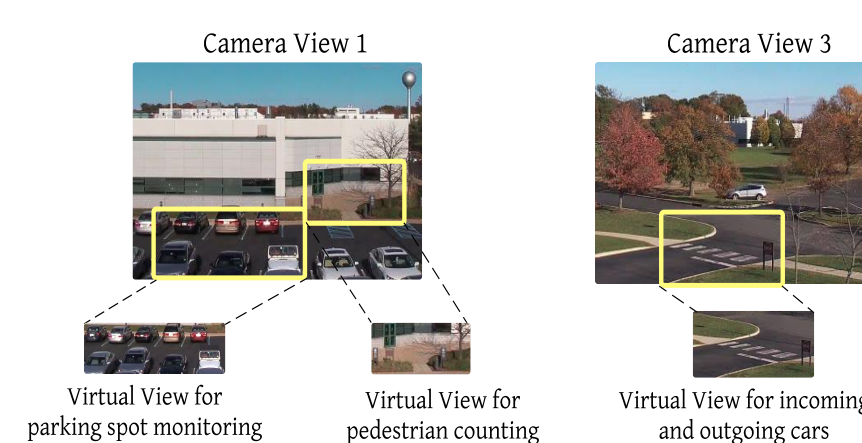 Camera View 1
Camera View 3
Virtual View for
parking spot monitoring
Virtual View for
pedestrian counting
Virtual View for incoming
and outgoing cars